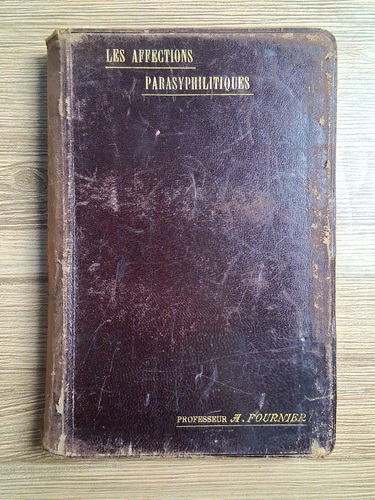 LES AFFECTIONS
PARASYPHILITIQUES
PROFESSEUR A. FOURNIER